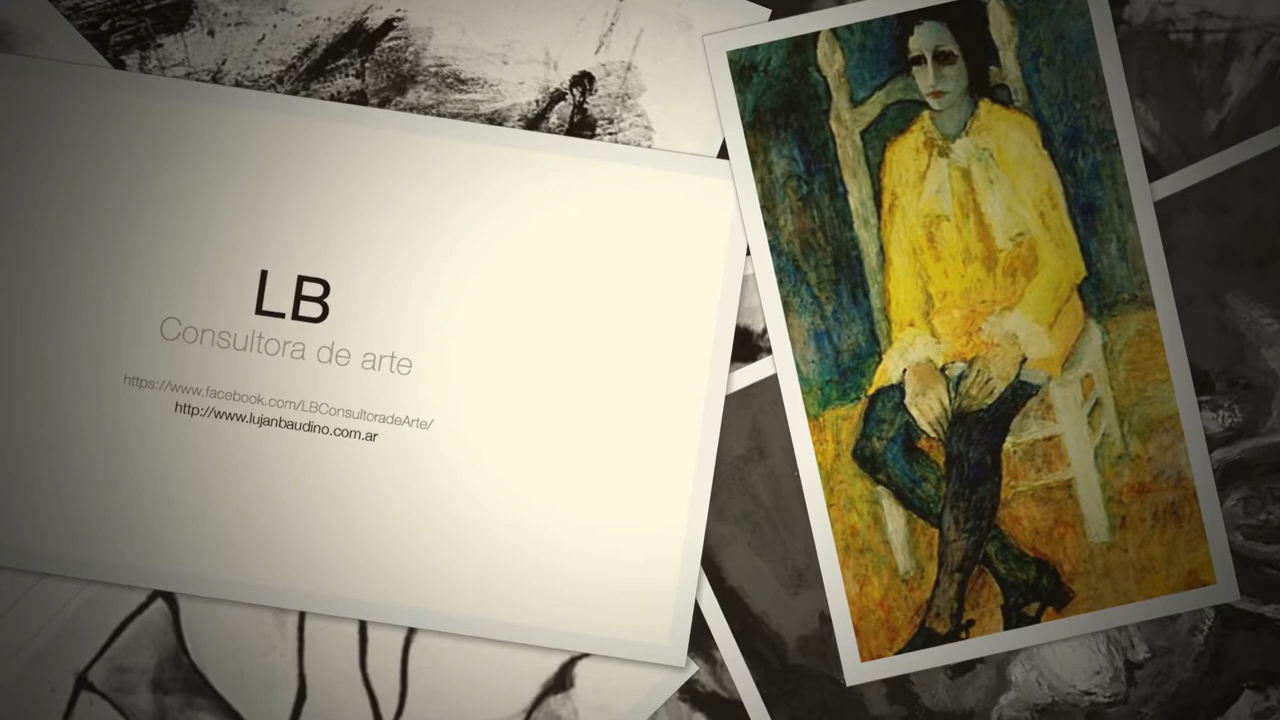 LB
Consultora de arte
https://www.facebook.com/LBConsultoradeArte/
http://www.lujanbaudino.com.ar